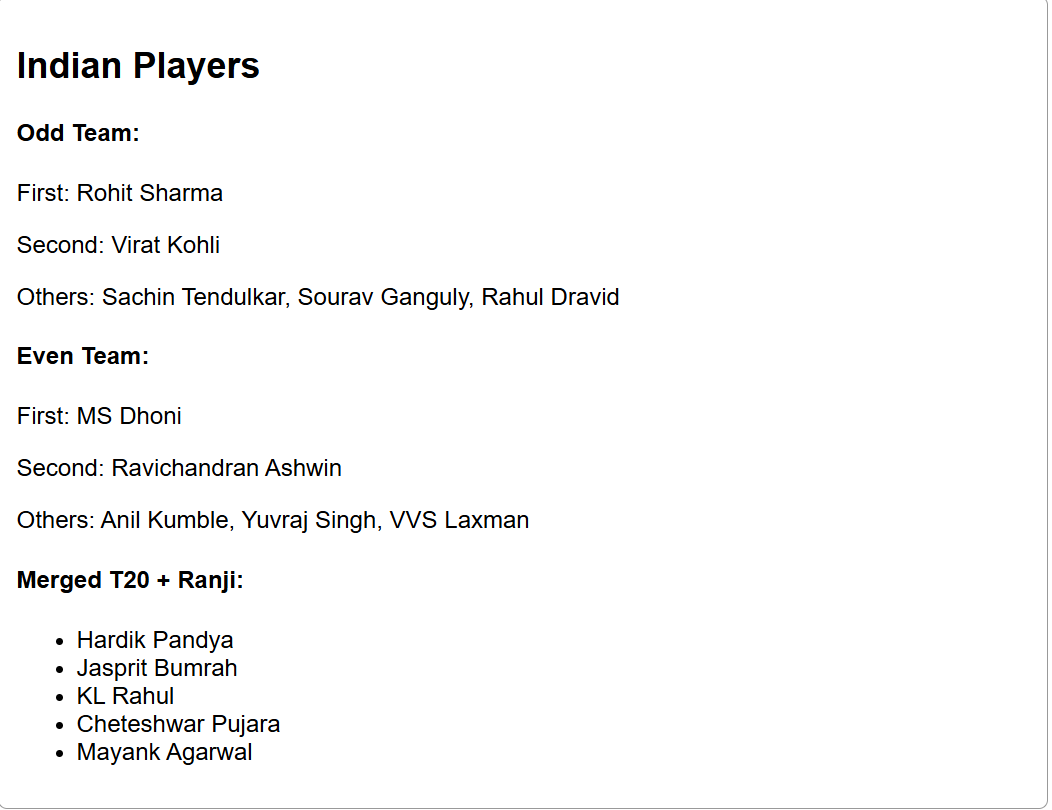 Indian Players
Odd Team:
First: Rohit Sharma
Second: Virat Kohli
Others: Sachin Tendulkar, Sourav Ganguly, Rahul Dravid
Even Team:
First: MS Dhoni
Second: Ravichandran Ashwin
Others: Anil Kumble, Yuvraj Singh, VVS Laxman
Merged T20 + Ranji:
• Hardik Pandya
• Jasprit Bumrah
• KL Rahul
• Cheteshwar Pujara
• Mayank Agarwal